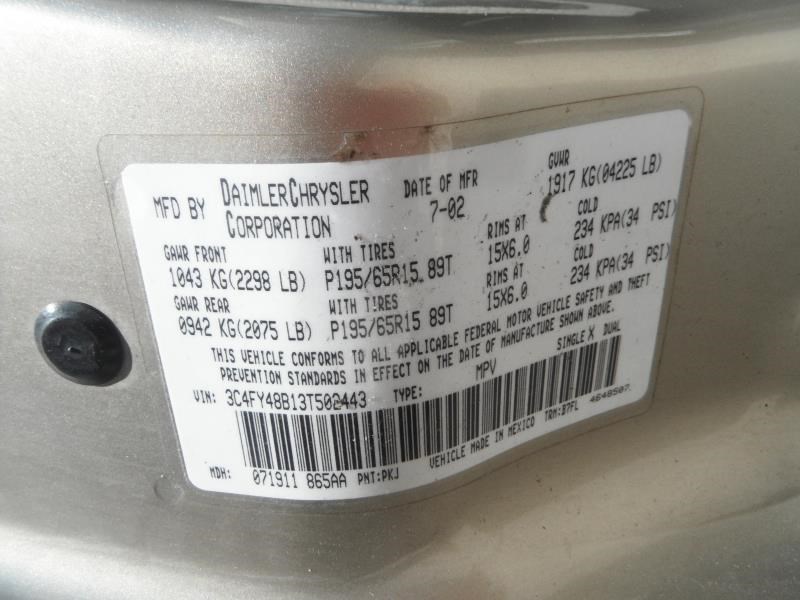 MFD BY DAIMLERCHRYSLER CORPORATION DATE OF MFR 7-02 GVWR 1917 KG(04225 LB)
GAWR FRONT WITH TIRES RIMS AT COLD
1043 KG(2298 LB) P195/65R15 89T 15X6.0 234 KPA(34 PSI)
GAWR REAR WITH TIRES RIMS AT COLD
0942 KG(2075 LB) P195/65R15 89T 15X6.0 234 KPA(34 PSI)
THIS VEHICLE CONFORMS TO ALL APPLICABLE FEDERAL MOTOR VEHICLE SAFETY AND THEFT
PREVENTION STANDARDS IN EFFECT ON THE DATE OF MANUFACTURE SHOWN ABOVE.
VIN: 3C4FY48B13T502443 TYPE: MPV SINGLE X DUAL
VEHICLE MADE IN MEXICO TRM:B7FL 4648507
MDH: 071911 865AA PNT:PKJ